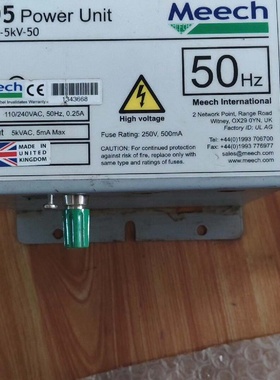 5 Power Unit
-5kV-50
Meech
eech
1343668
110/240VAC, 50Hz, 0.25A
5kVAC, 5mA Max
MADE IN
UNITED
KINGDOM
High voltage
Fuse Rating: 250V, 500mA
CAUTION: For continued protection
against risk of fire, replace only with
same type and ratings of fuses.
50Hz
Meech International
2 Network Point, Range Road
Witney, OX29 0YN, UK
Factory ID: UL AG
Tel: +44(0)1993 706700
Fax: +44(0)1993 776977
sales@meech.com
www.meech.com